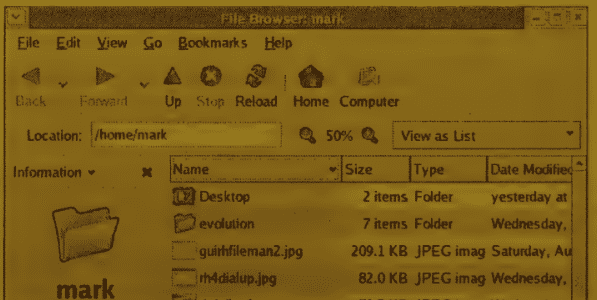 File Browser: mark
File Edit View Go Bookmarks Help
Back Forward Up Stop Reload Home Computer
Location: /home/mark 50% View as List
Information Name Size Type Date Modified
Desktop 2 items Folder yesterday at
evolution 7 items Folder Wednesday,
guirhfileman2.jpg 209.1 KB JPEG imag Saturday, Au
rh4dialup.jpg 82.0 KB JPEG imag Wednesday,
mark